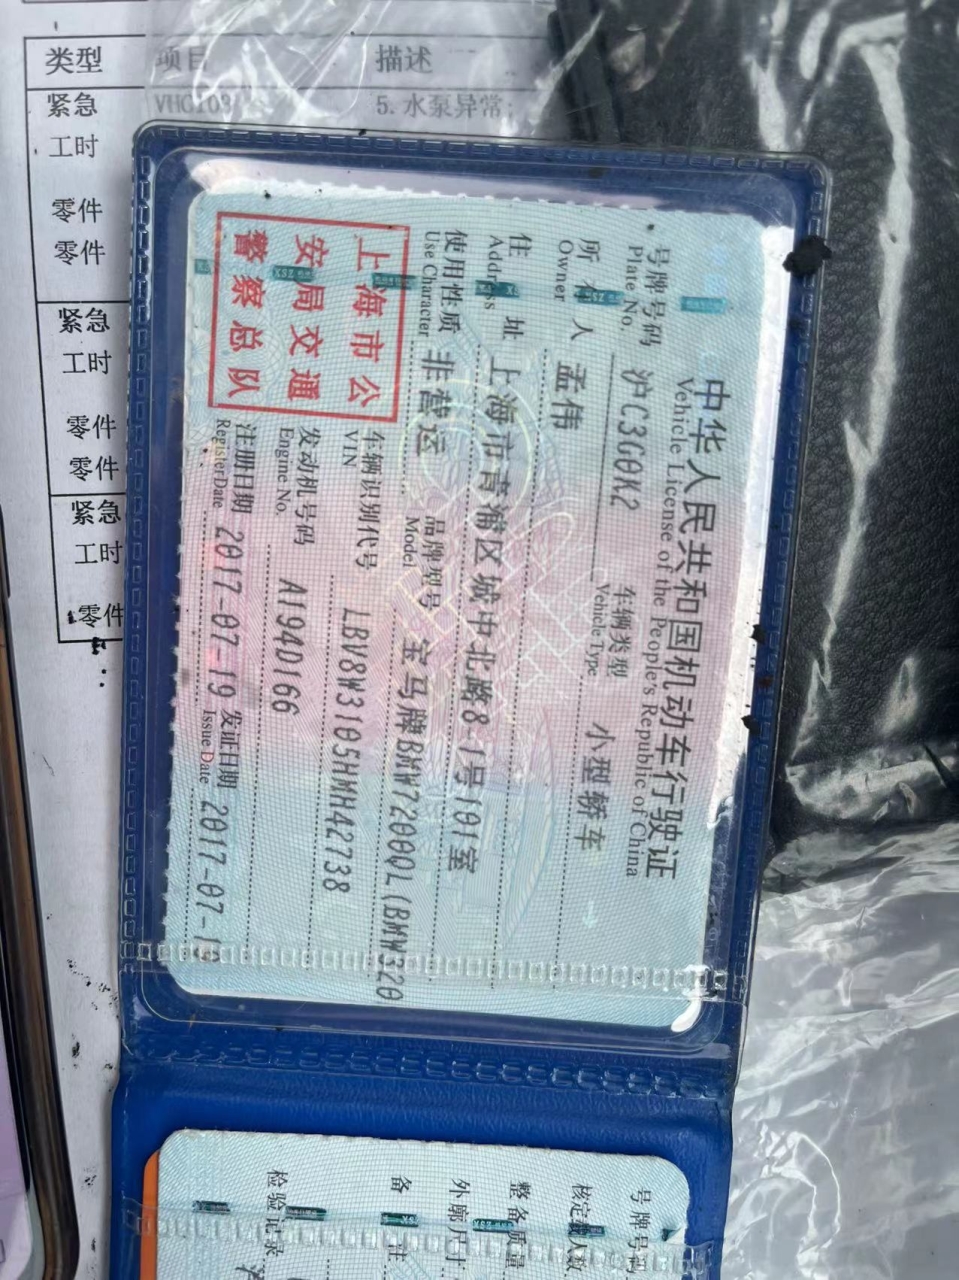 类型 项目 描述
紧急 VHC103 5. 水泵异常
工时
零件
零件
紧急
工时
零件
零件
紧急
工时
零件
中华人民共和国机动车行驶证
Vehicle License of the People's Republic of China
号牌号码 沪C3G0K2 车辆类型 小型轿车
Plate No. Vehicle Type
所有人 孟伟
Owner
住址 上海市青浦区城中北路8-1号101室
Address
使用性质 非营运 品牌型号 宝马牌BMW7200QL(BMW320
Use Character Model
上海市公
安局交通
警察总队
车辆识别代号 LBV8W3105HMH42738
VIN
发动机号码 A194D166
Engine No.
注册日期 2017-07-19 发证日期 2017-07-19
Register Date Issue Date
号牌号码
核定载人数
整备质量
外廓尺寸
备注
检验记录